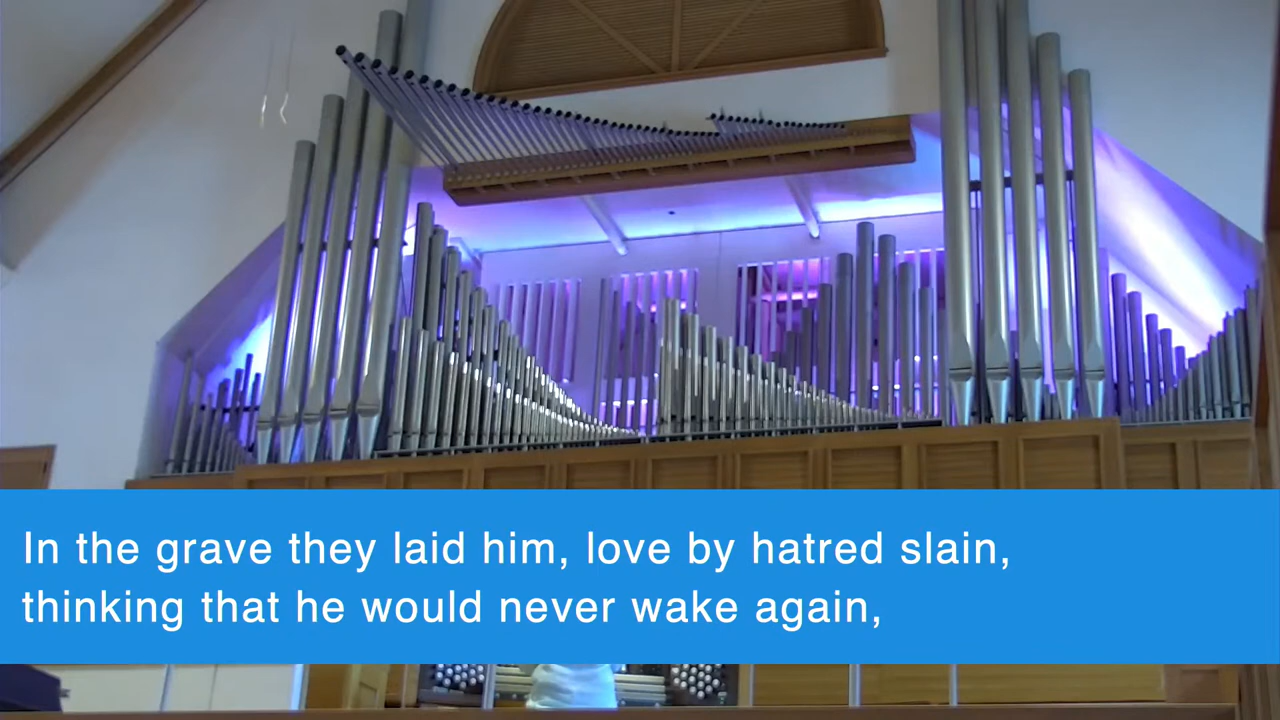 In the grave they laid him, love by hatred slain,
thinking that he would never wake again,